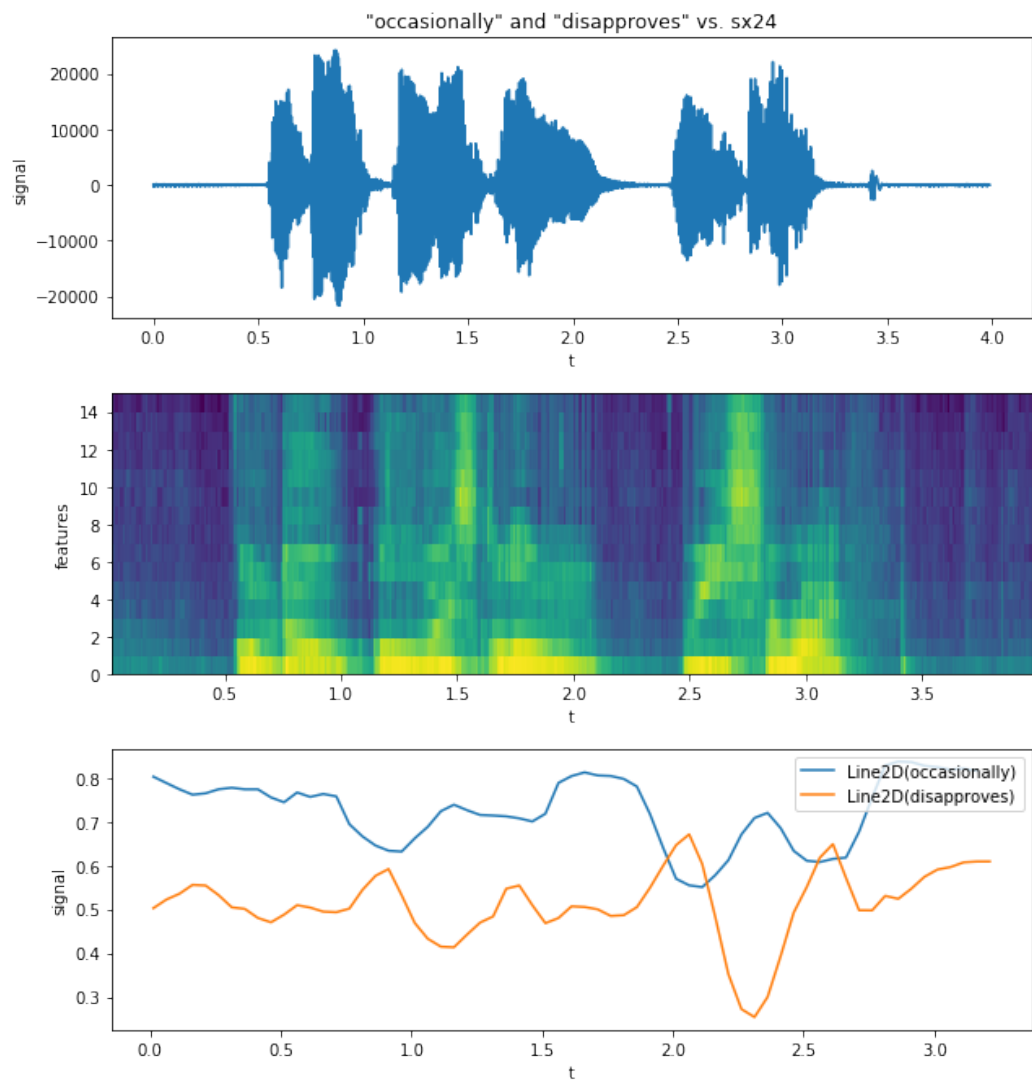 "occasionally" and "disapproves" vs. sx24
20000
10000
0
−10000
−20000
signal
0.0 0.5 1.0 1.5 2.0 2.5 3.0 3.5 4.0
t
14
12
10
8
6
4
2
0
features
0.5 1.0 1.5 2.0 2.5 3.0 3.5
t
0.8
0.7
0.6
0.5
0.4
0.3
signal
Line2D(occasionally)
Line2D(disapproves)
0.0 0.5 1.0 1.5 2.0 2.5 3.0
t